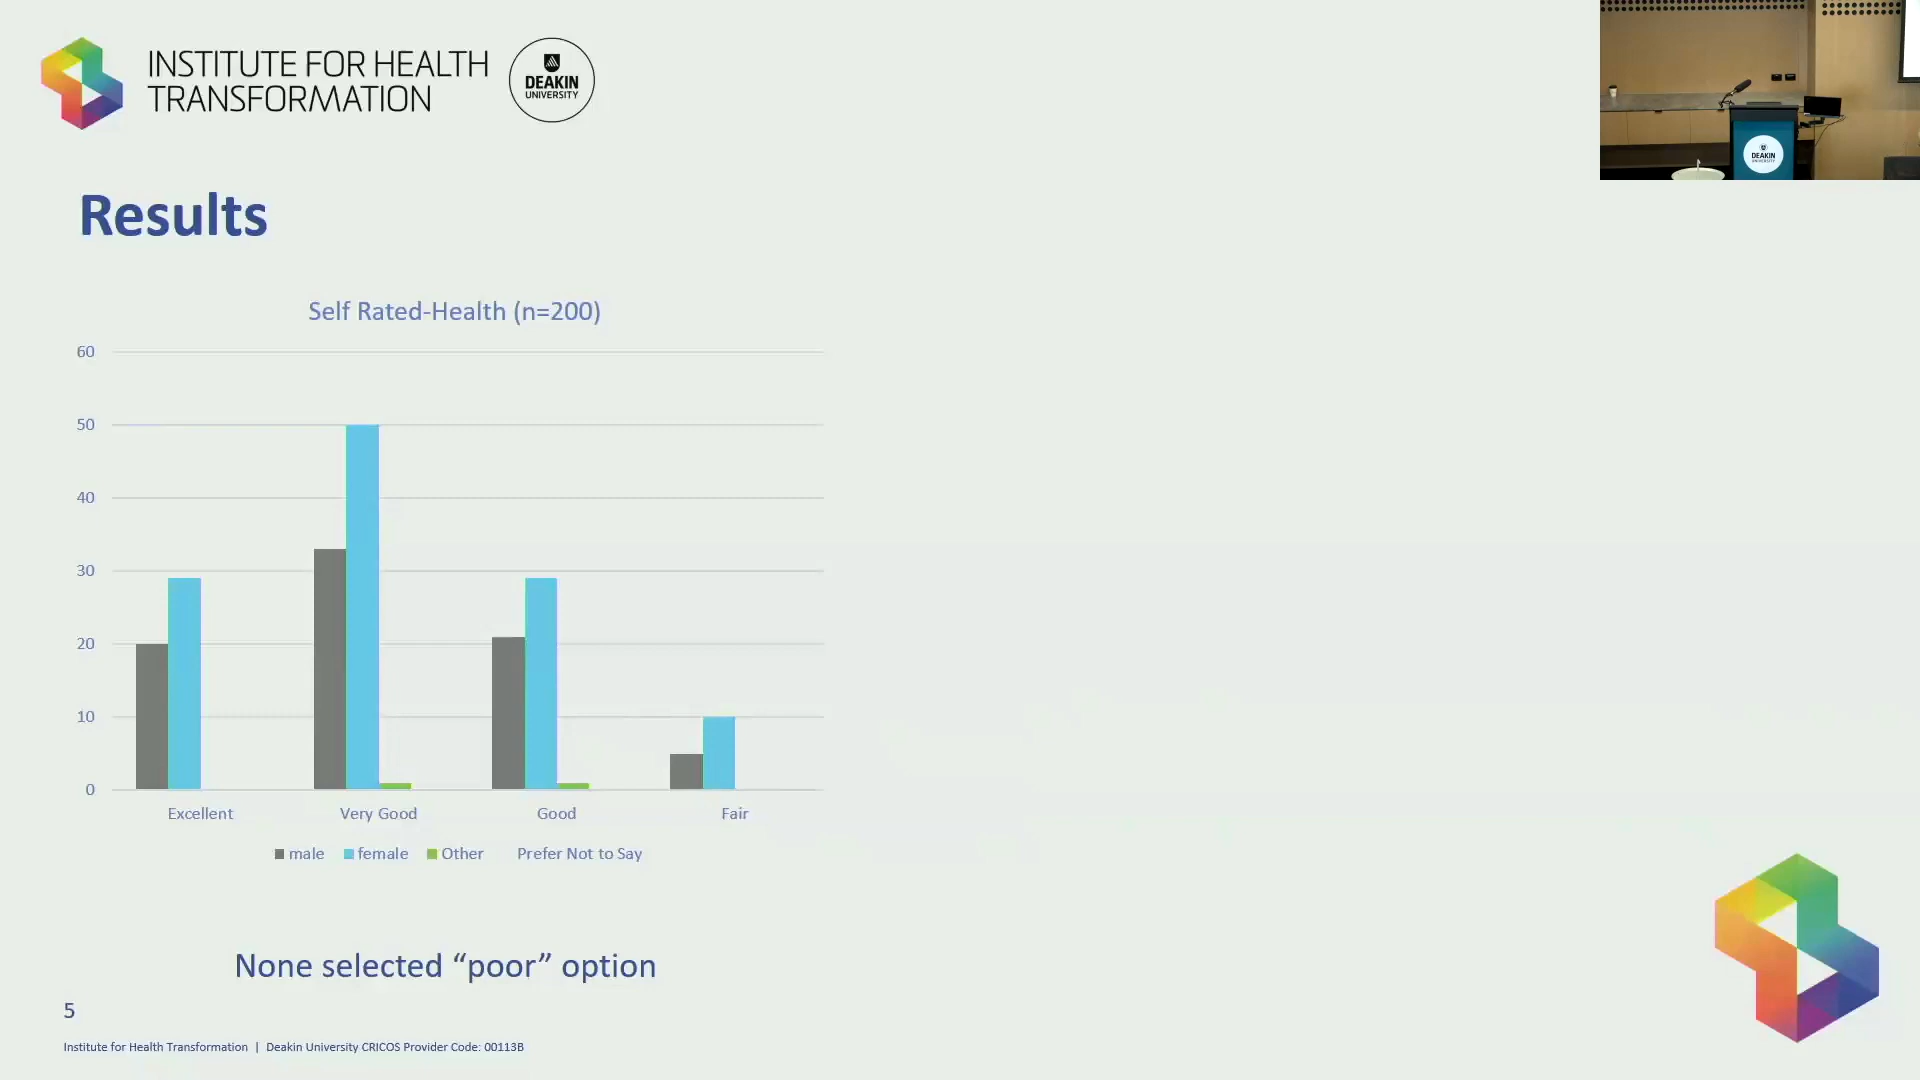 INSTITUTE FOR HEALTH
TRANSFORMATION
DEAKIN
UNIVERSITY
DEAKIN
UNIVERSITY
Results
Self Rated-Health (n=200)
60
50
40
30
20
10
0
Excellent Very Good Good Fair
male female Other Prefer Not to Say
None selected “poor” option
5
Institute for Health Transformation | Deakin University CRICOS Provider Code: 00113B